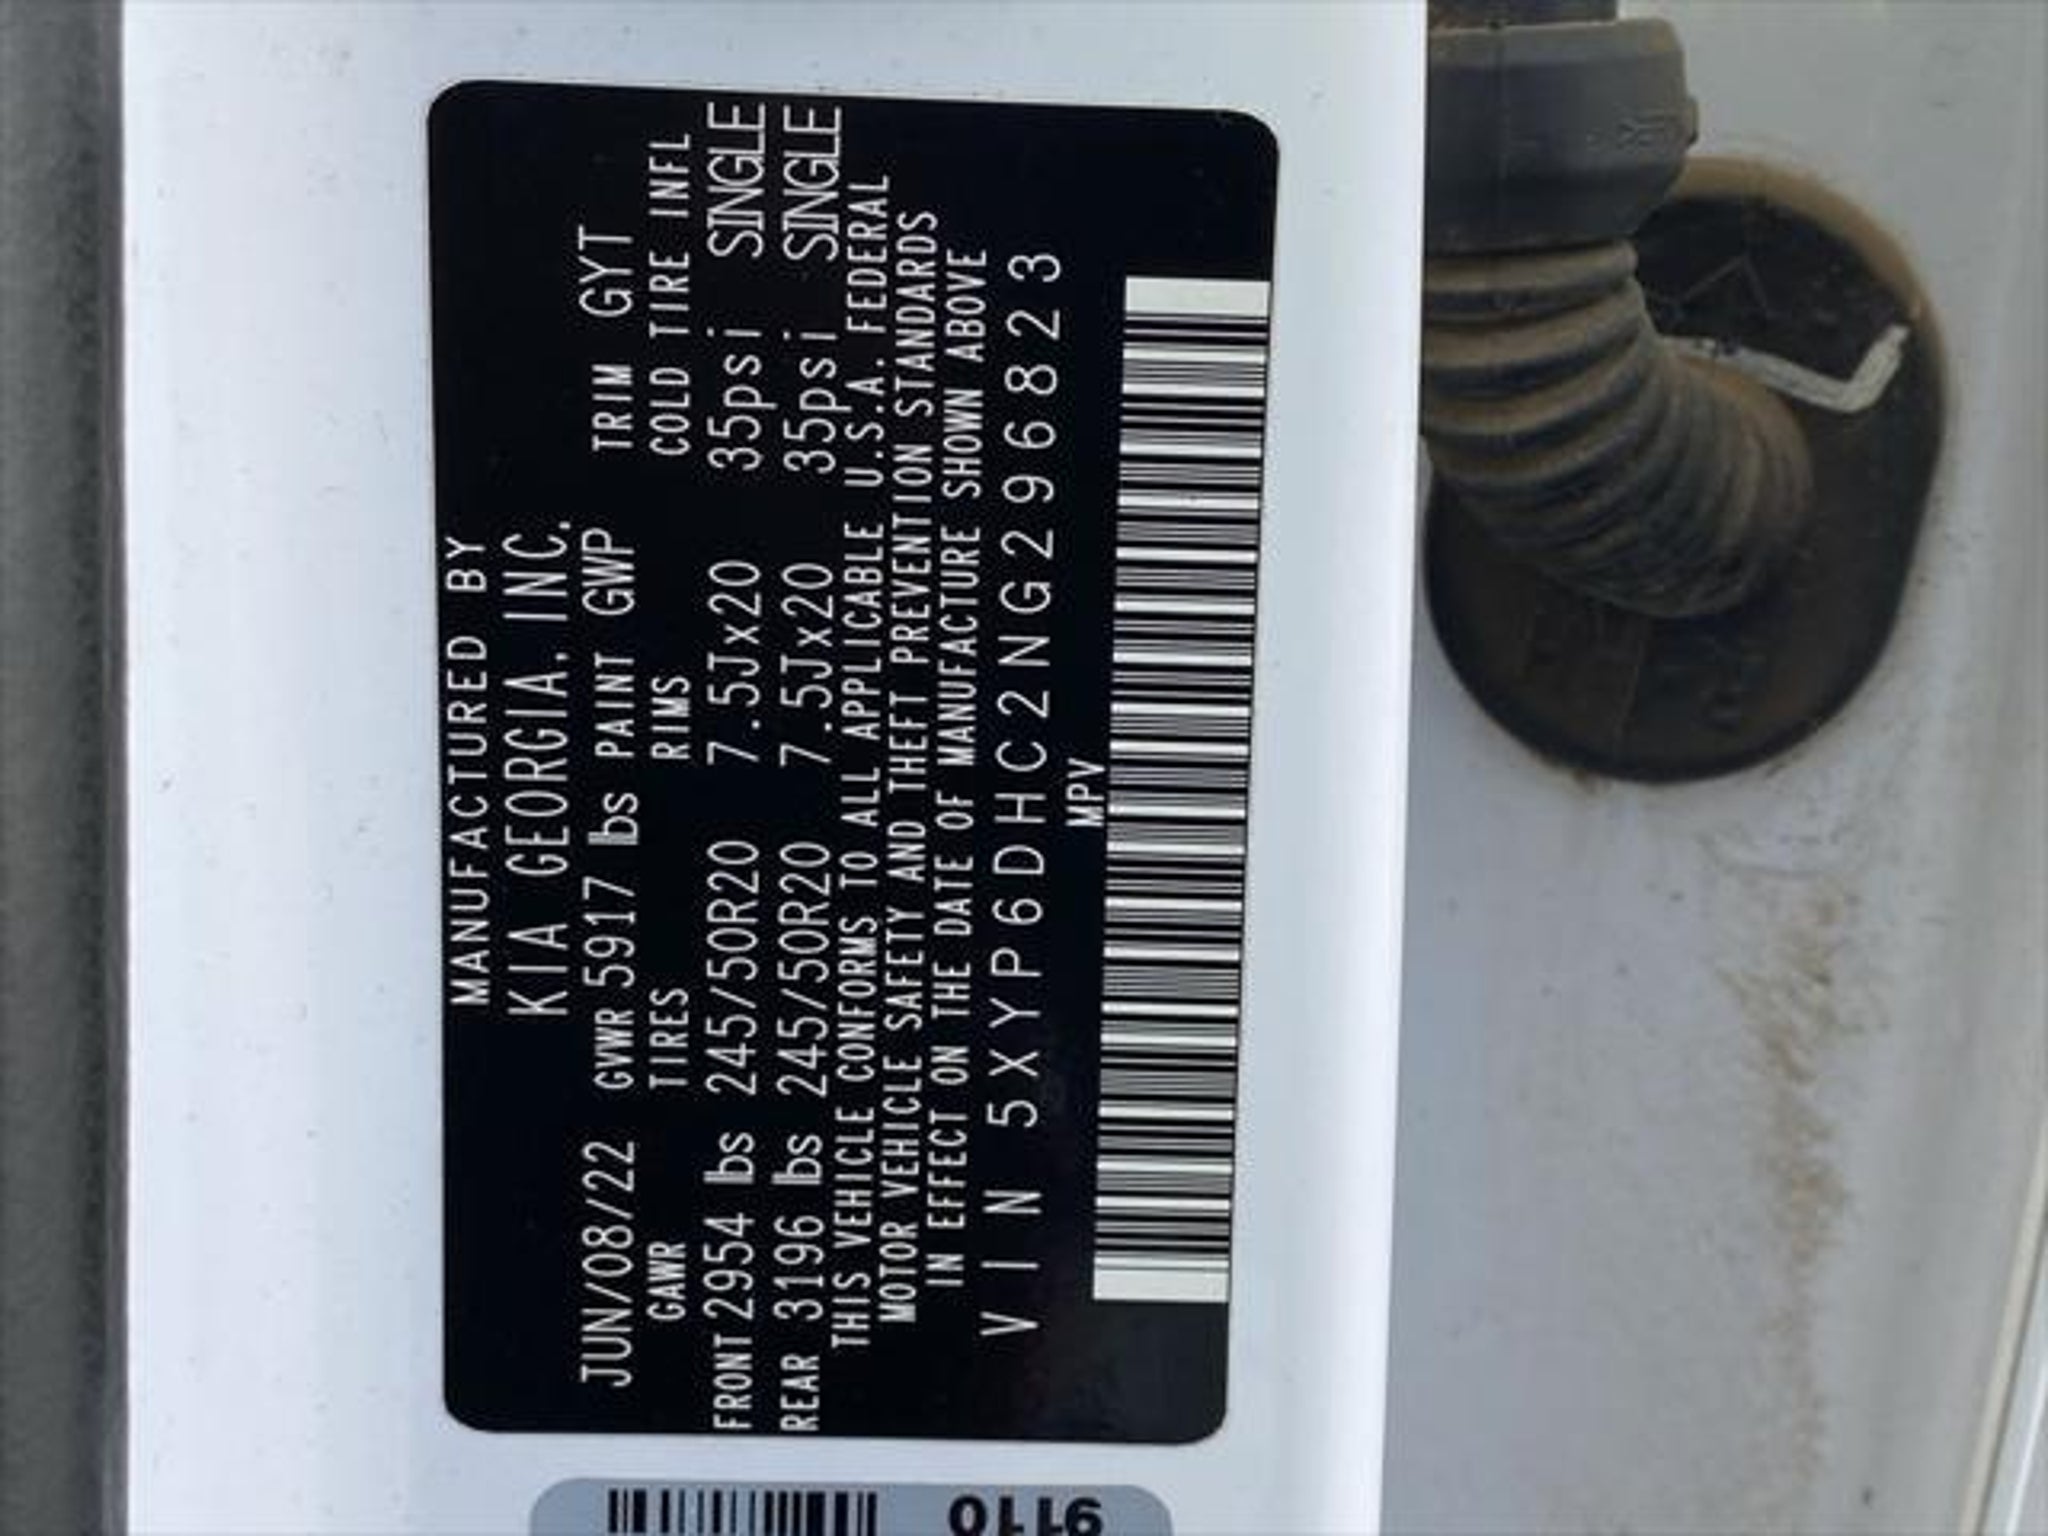 MANUFACTURED BY
KIA GEORGIA, INC.
JUN/08/22 GVWR 5917 lbs PAINT GWP TRIM GYT
GAWR TIRES RIMS COLD TIRE INFL
FRONT 2954 lbs 245/50R20 7.5Jx20 35psi SINGLE
REAR 3196 lbs 245/50R20 7.5Jx20 35psi SINGLE
THIS VEHICLE CONFORMS TO ALL APPLICABLE U.S.A. FEDERAL
MOTOR VEHICLE SAFETY AND THEFT PREVENTION STANDARDS
IN EFFECT ON THE DATE OF MANUFACTURE SHOWN ABOVE
VIN 5XYP6DHC2NG296823
MPV
9110